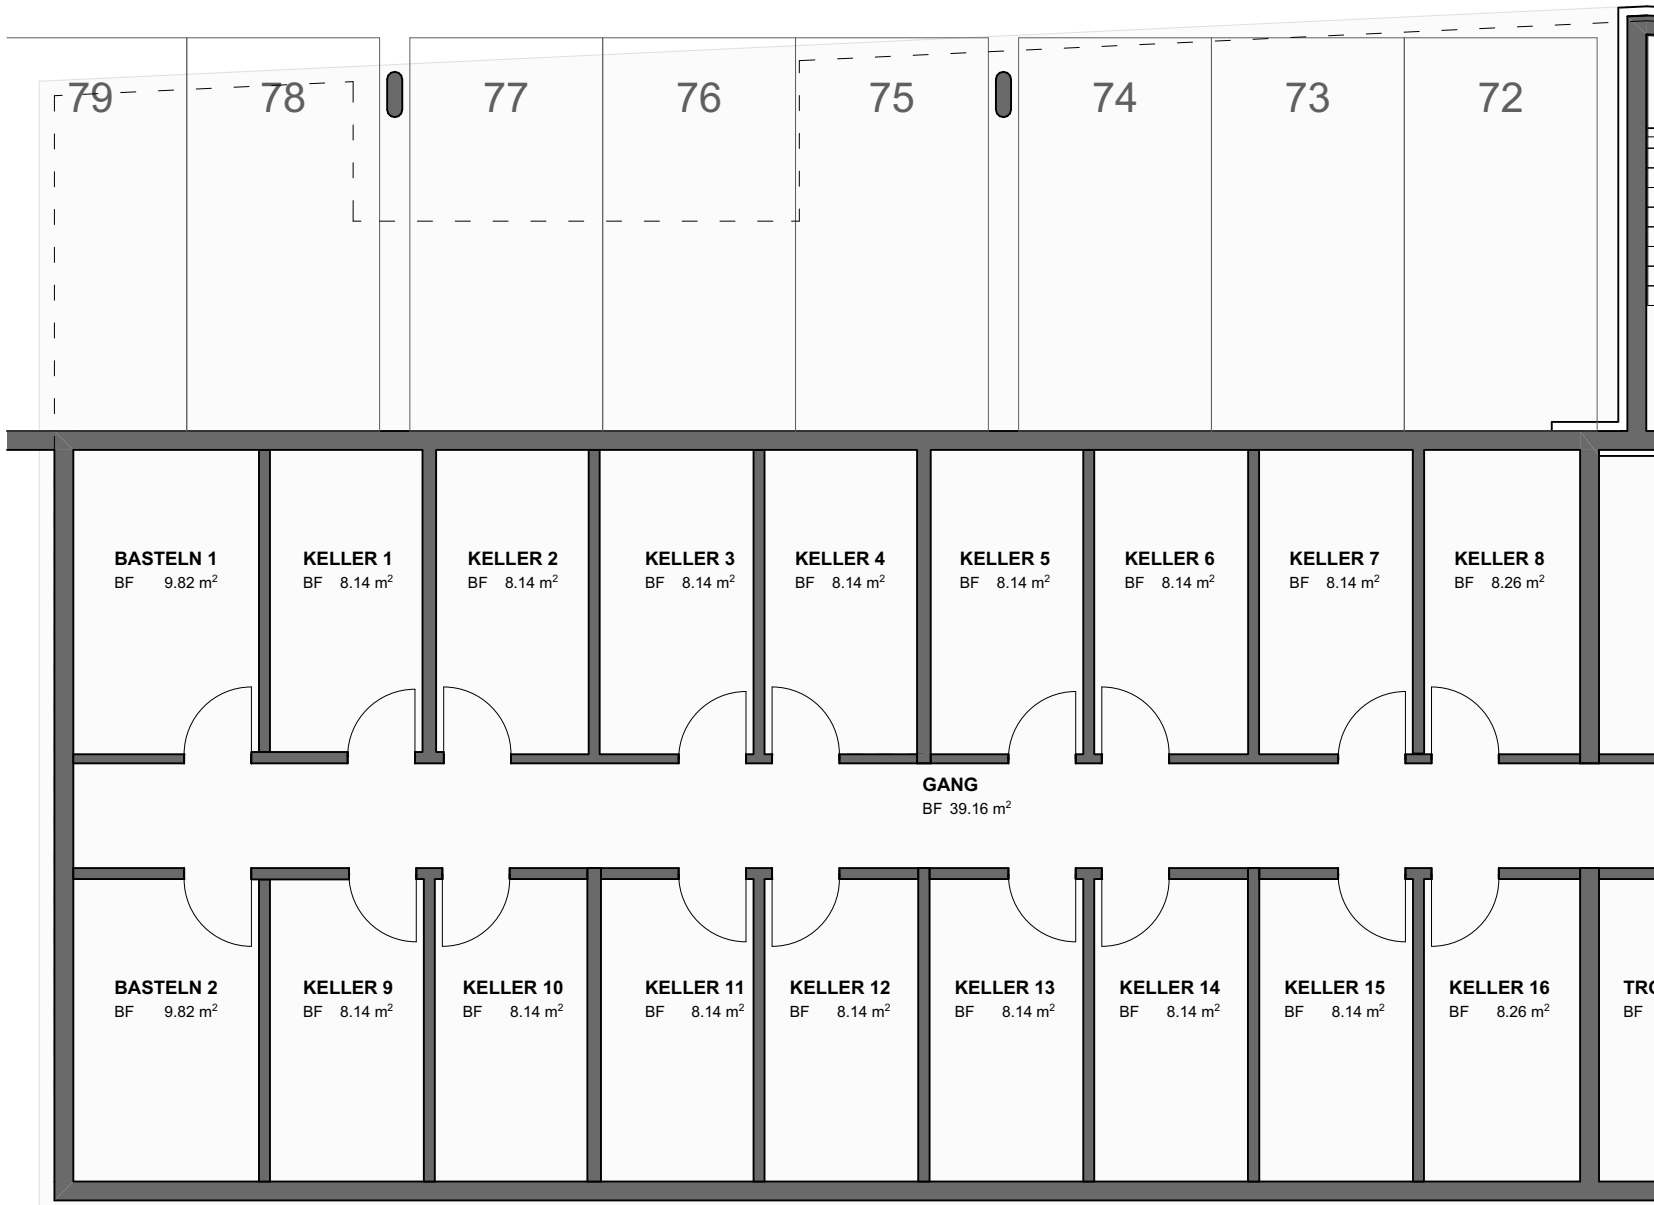 79 78 77 76 75 74 73 72
BASTELN 1
BF 9.82 m²
KELLER 1
BF 8.14 m²
KELLER 2
BF 8.14 m²
KELLER 3
BF 8.14 m²
KELLER 4
BF 8.14 m²
KELLER 5
BF 8.14 m²
KELLER 6
BF 8.14 m²
KELLER 7
BF 8.14 m²
KELLER 8
BF 8.26 m²
GANG
BF 39.16 m²
BASTELN 2
BF 9.82 m²
KELLER 9
BF 8.14 m²
KELLER 10
BF 8.14 m²
KELLER 11
BF 8.14 m²
KELLER 12
BF 8.14 m²
KELLER 13
BF 8.14 m²
KELLER 14
BF 8.14 m²
KELLER 15
BF 8.14 m²
KELLER 16
BF 8.26 m²
BF